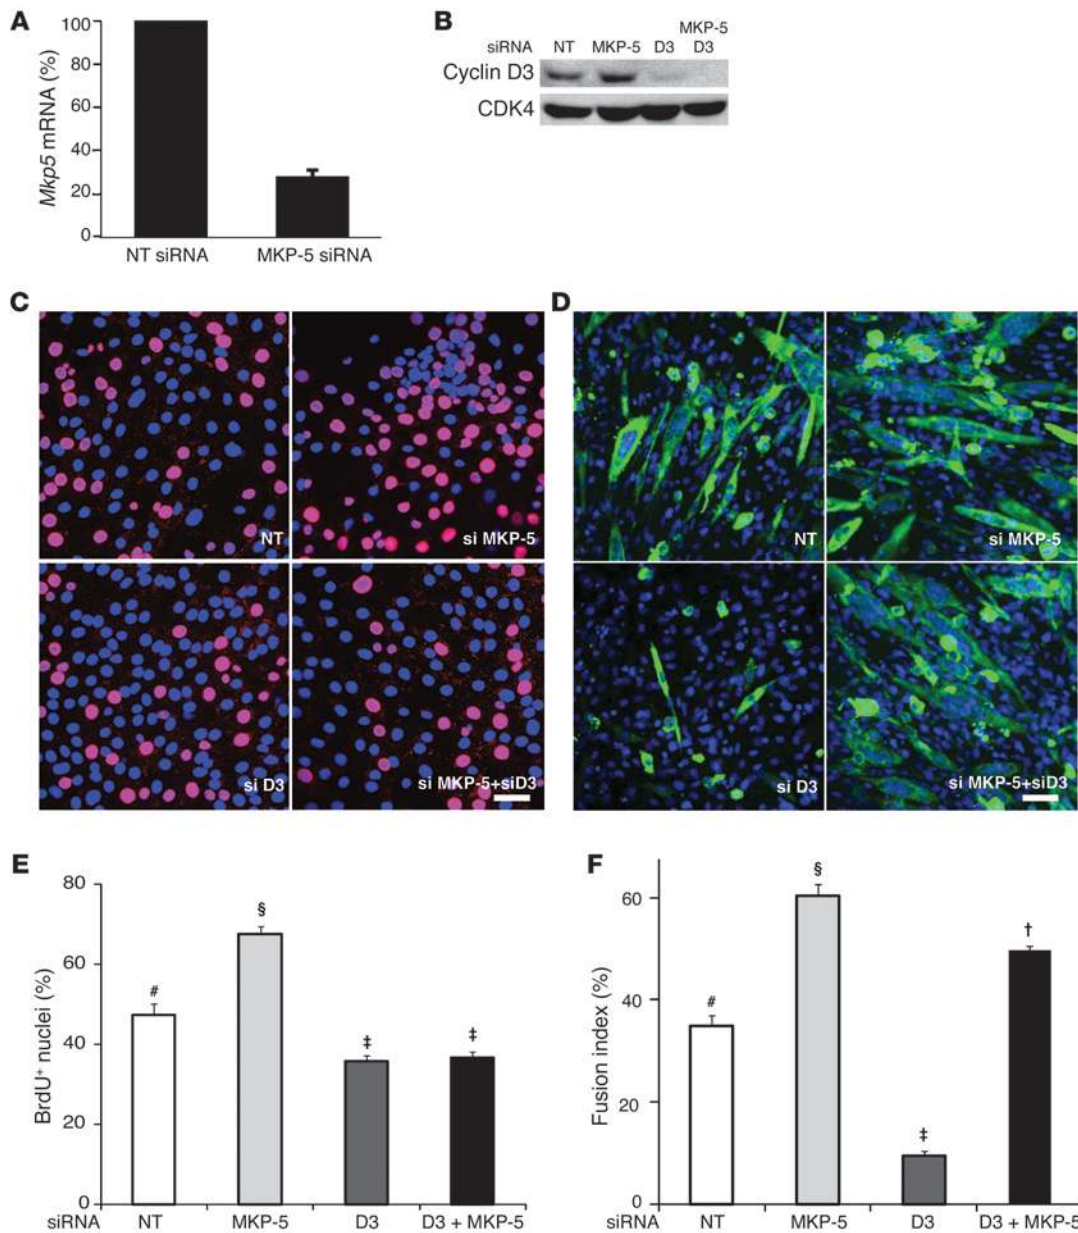 A
100
80
60
40
20
0
Mkp5 mRNA (%)
NT siRNA MKP-5 siRNA
B
siRNA NT MKP-5 D3 MKP-5 D3
Cyclin D3
CDK4
C
NT
si MKP-5
si D3
si MKP-5+siD3
D
NT
si MKP-5
si D3
si MKP-5+siD3
E
80
60
40
20
0
BrdU⁺ nuclei (%)
# § ‡ ‡
siRNA NT MKP-5 D3 D3 + MKP-5
F
60
40
20
0
Fusion index (%)
# § ‡ †
siRNA NT MKP-5 D3 D3 + MKP-5